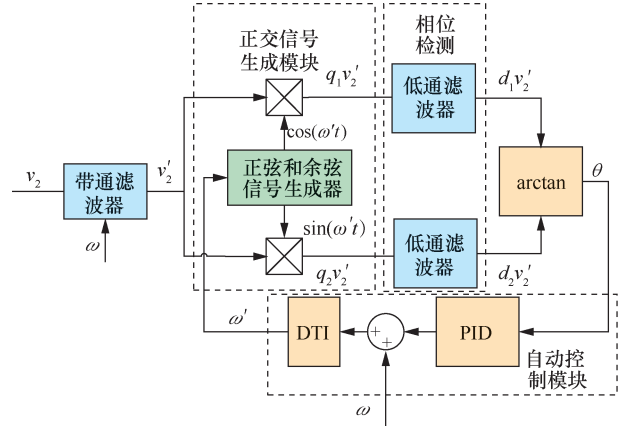 正交信号
生成模块
相位
检测
q₁v₂′
低通滤
波器
d₁v₂′
cos(ω′t)
v₂
带通滤
波器
v₂′
正弦和余弦
信号生成器
arctan
θ
sin(ω′t)
q₂v₂′
低通滤
波器
d₂v₂′
ω
ω′
DTI
+
+
PID
自动控
制模块
ω